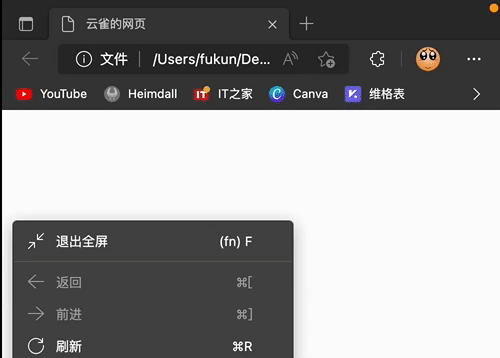 云雀的网页
文件 /Users/fukun/De... A
YouTube Heimdall IT IT之家 Canva 维格表
退出全屏 (fn) F
返回 ⌘[
前进 ⌘]
刷新 ⌘R